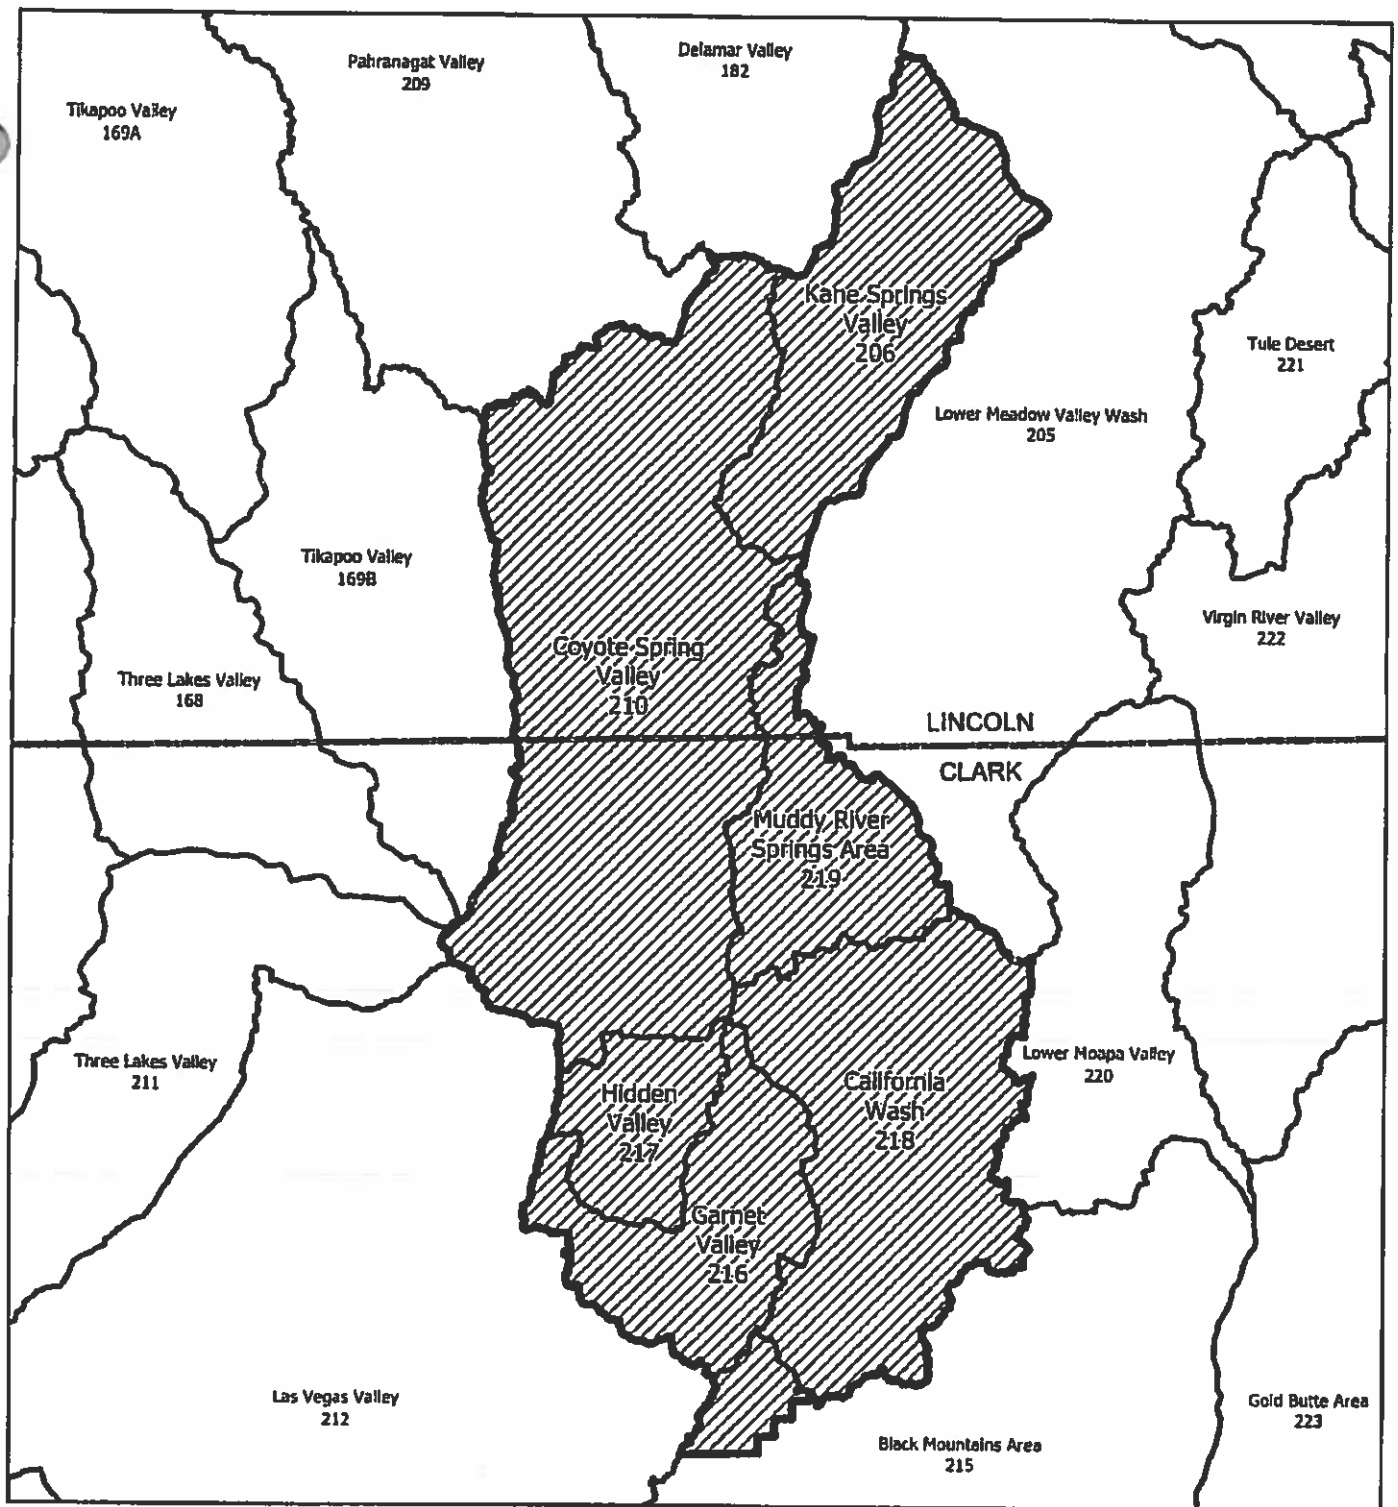 Delamar Valley
182
Pahranagat Valley
209
Tikapoo Valley
169A
Kane Springs
Valley
206
Tule Desert
221
Lower Meadow Valley Wash
205
Tikapoo Valley
169B
Virgin River Valley
222
Coyote Spring
Valley
210
Three Lakes Valley
168
LINCOLN
CLARK
Muddy River
Springs Area
219
Three Lakes Valley
211
Lower Moapa Valley
220
Hidden
Valley
217
California
Wash
218
Garnet
Valley
216
Las Vegas Valley
212
Gold Butte Area
223
Black Mountains Area
215